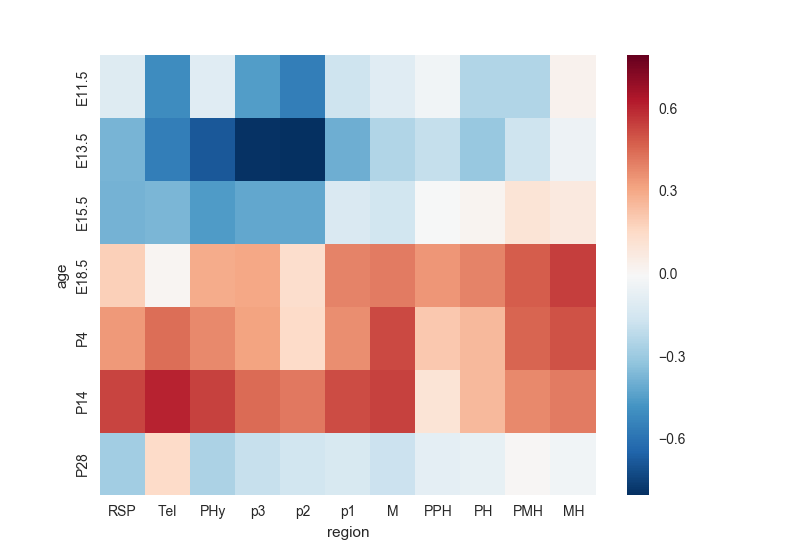 E11.5
E13.5
E15.5
E18.5
P4
P14
P28
age
RSP Tel PHy p3 p2 p1 M PPH PH PMH MH
region
0.6
0.3
0.0
−0.3
−0.6